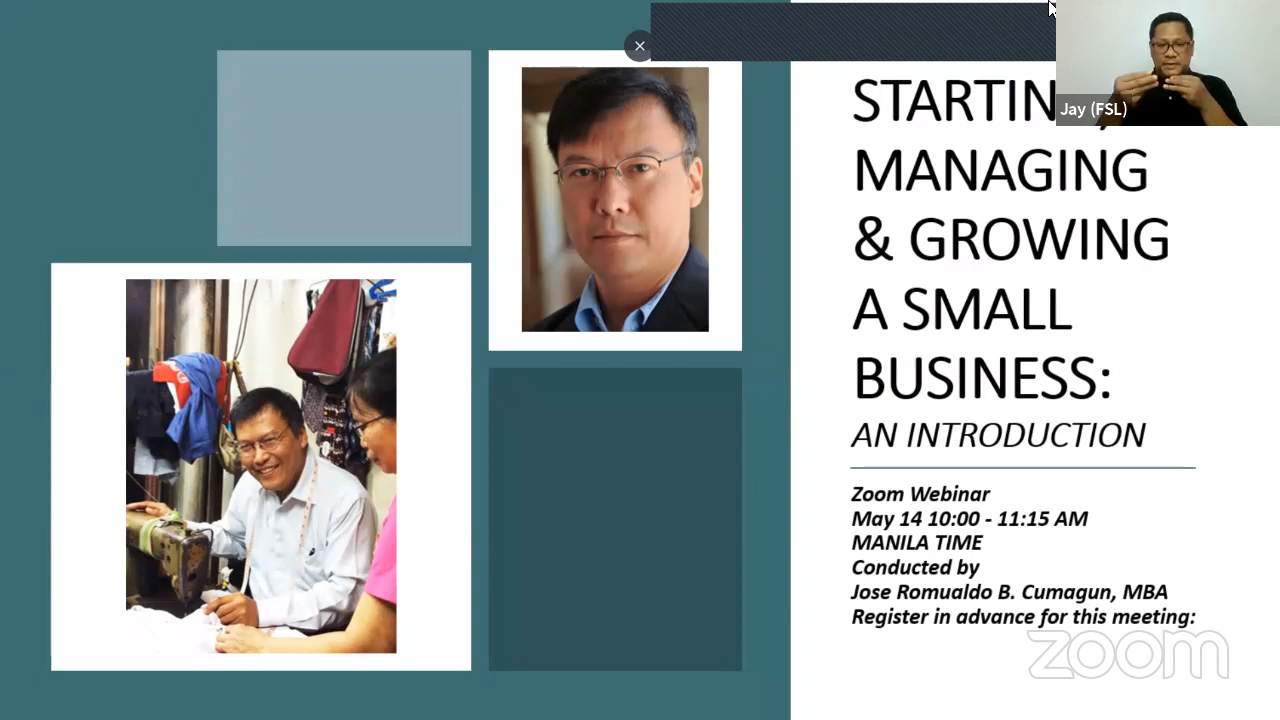 STARTIN
MANAGING
& GROWING
A SMALL
BUSINESS:
AN INTRODUCTION
Zoom Webinar
May 14 10:00 - 11:15 AM
MANILA TIME
Conducted by
Jose Romualdo B. Cumagun, MBA
Register in advance for this meeting:
zoom
Jay (FSL)